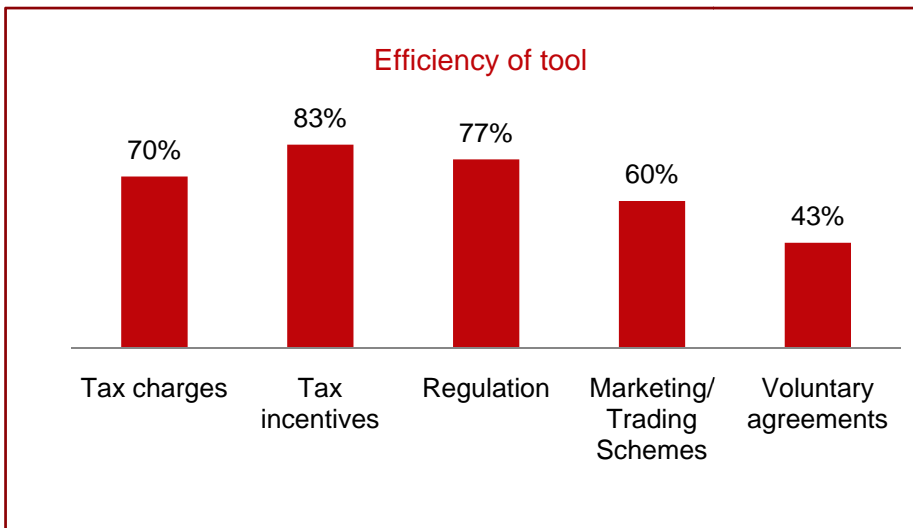 Efficiency of tool
70%
83%
77%
60%
43%
Tax charges
Tax
incentives
Regulation
Marketing/
Trading
Schemes
Voluntary
agreements